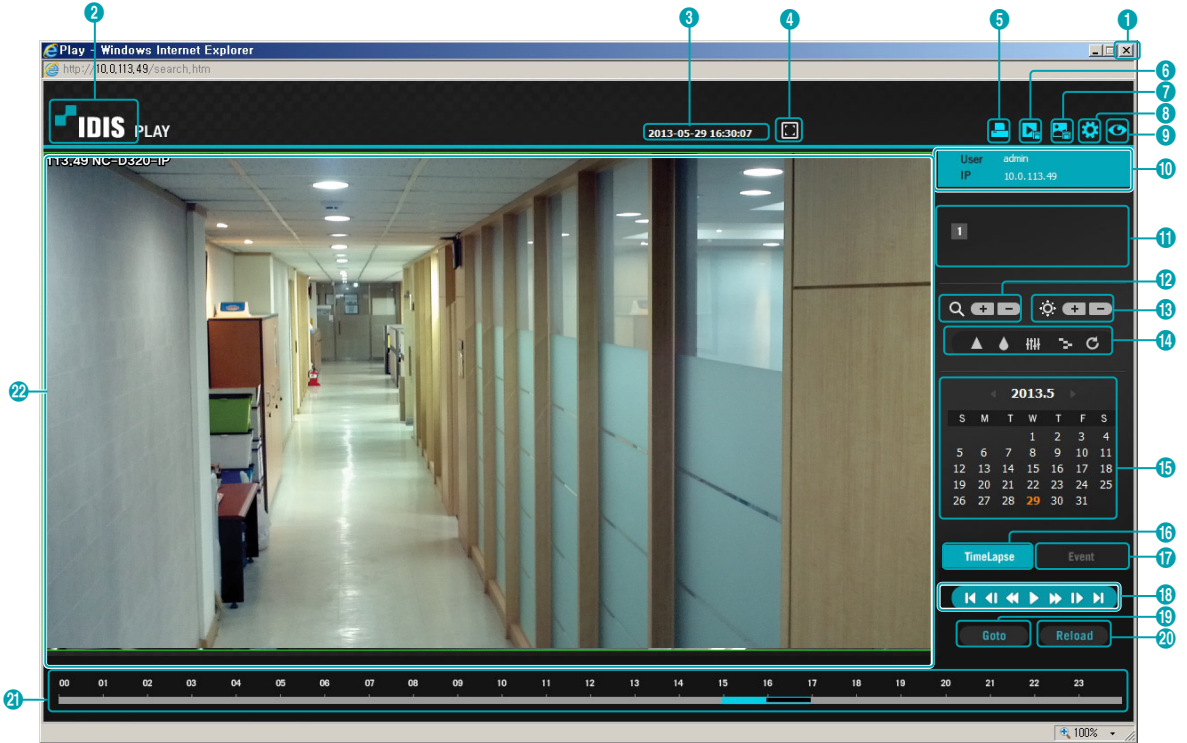 2
3
4
5
1
Play - Windows Internet Explorer
http://10.0.113.49/search.htm
6
7
8
9
IDIS PLAY
2013-05-29 16:30:07
113.49 NC-D320-IP
User admin
IP 10.0.113.49
10
1
11
12
13
14
22
2013.5
S M T W T F S
1 2 3 4
5 6 7 8 9 10 11
12 13 14 15 16 17 18
19 20 21 22 23 24 25
26 27 28 29 30 31
15
16
TimeLapse Event
17
18
19
Goto Reload
20
00 01 02 03 04 05 06 07 08 09 10 11 12 13 14 15 16 17 18 19 20 21 22 23
21
100%